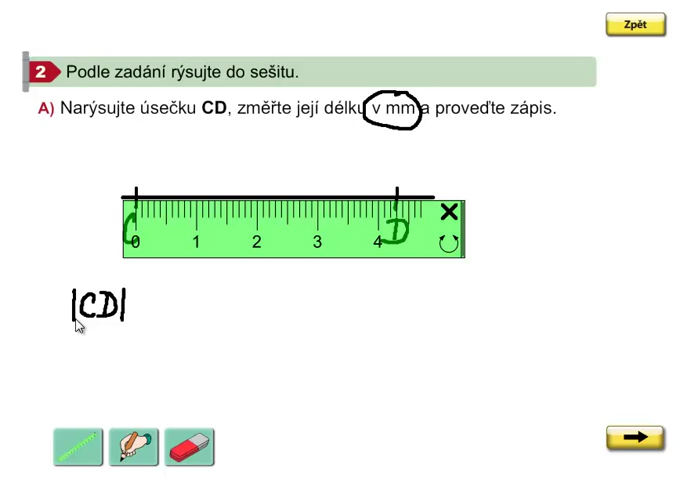 Zpět
2 Podle zadání rýsujte do sešitu.
A) Narýsujte úsečku CD, změřte její délku v mm a proveďte zápis.
C D
0 1 2 3 4
|CD|